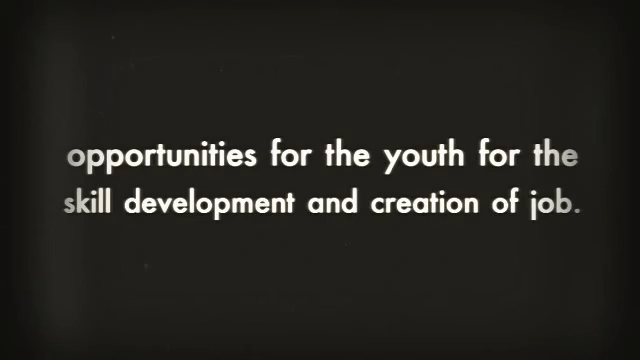 opportunities for the youth for the
skill development and creation of job.